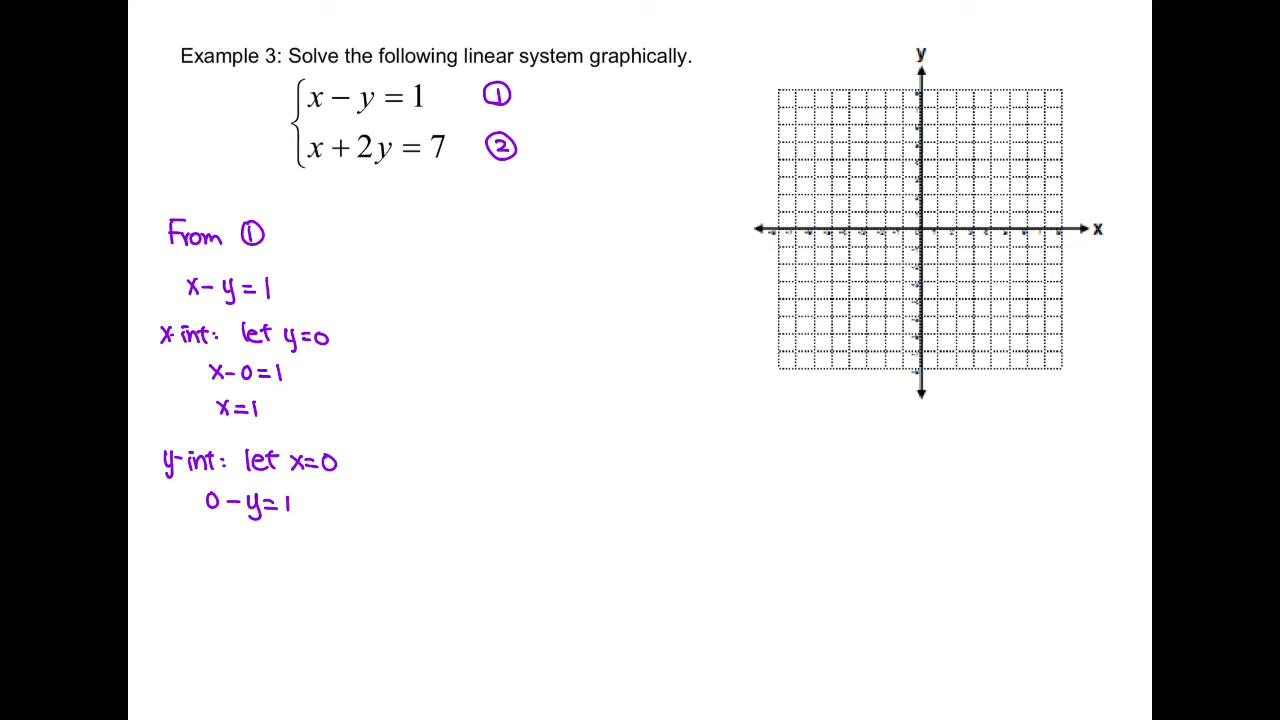 Example 3: Solve the following linear system graphically.
x − y = 1 ①
x + 2y = 7 ②
From ①
x - y = 1
x-int: let y=0
x - 0 = 1
x = 1
y-int: let x=0
0 - y = 1
y
x